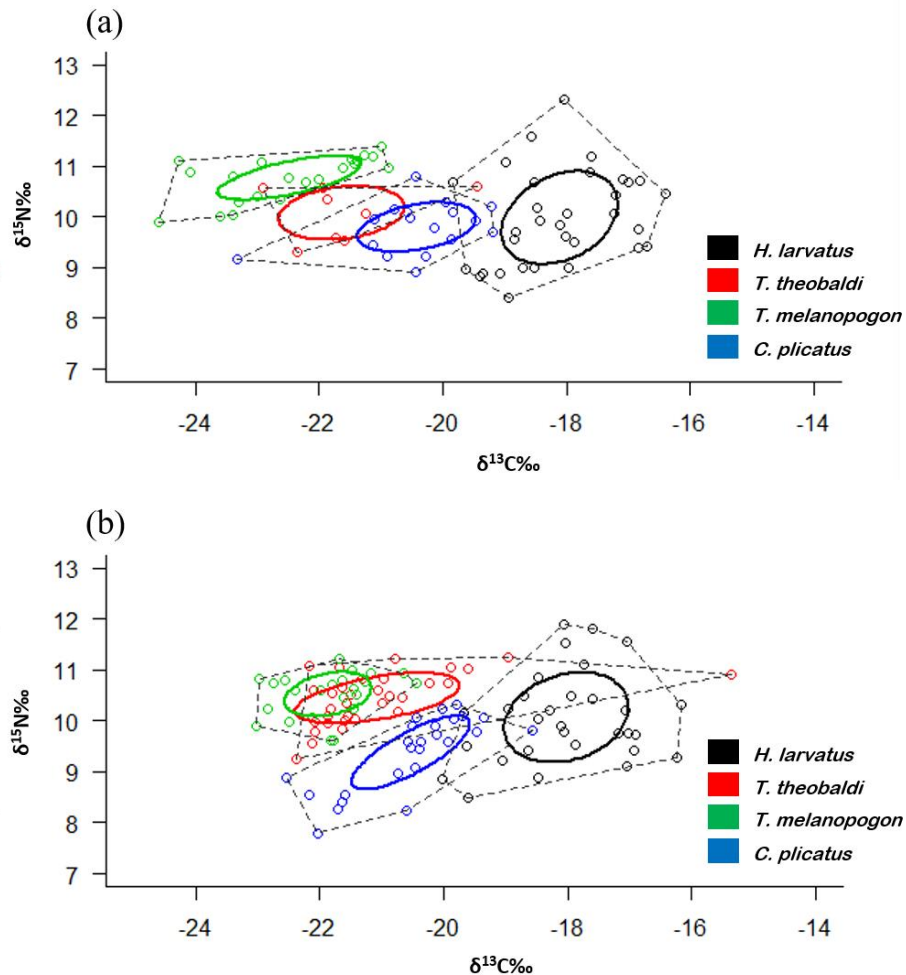 (a)
13
12
11
10
9
8
7
δ15N‰
-24 -22 -20 -18 -16 -14
δ13C‰
H. larvatus
T. theobaldi
T. melanopogon
C. plicatus
(b)
13
12
11
10
9
8
7
δ15N‰
-24 -22 -20 -18 -16 -14
δ13C‰
H. larvatus
T. theobaldi
T. melanopogon
C. plicatus